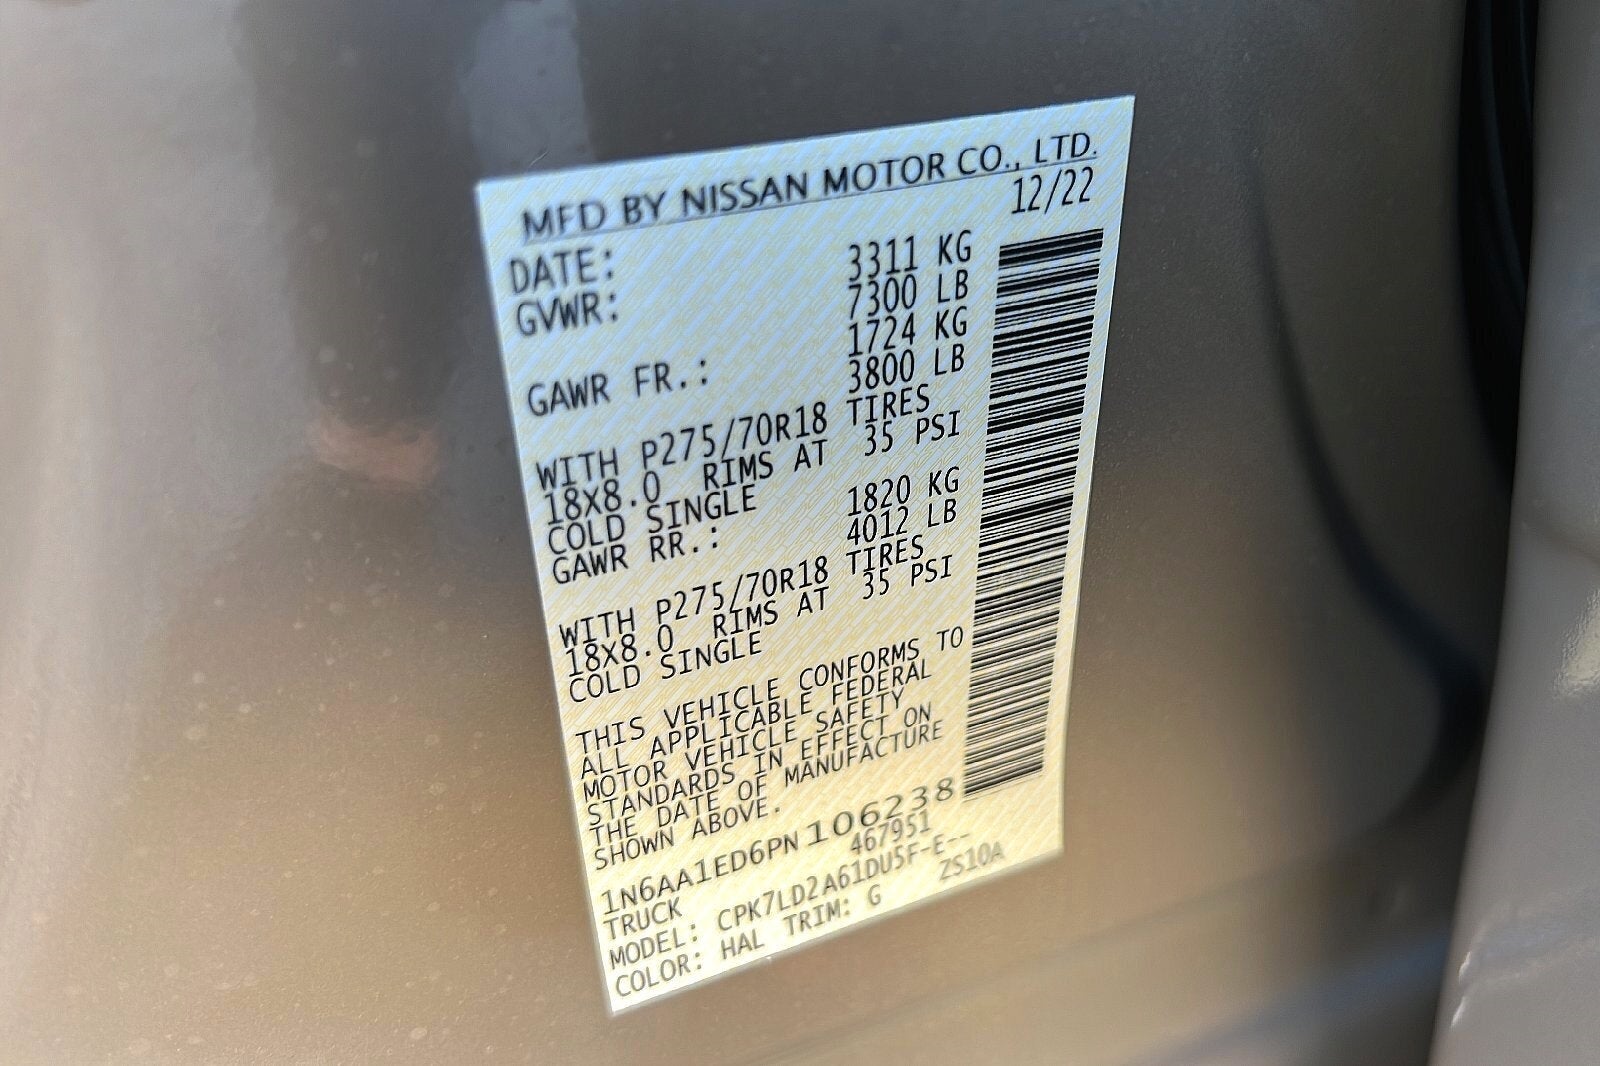 MFD BY NISSAN MOTOR CO., LTD.
DATE: 12/22
GVWR: 3311 KG
7300 LB
GAWR FR.: 1724 KG
3800 LB
WITH P275/70R18 TIRES
18X8.0 RIMS AT 35 PSI
COLD SINGLE
GAWR RR.: 1820 KG
4012 LB
WITH P275/70R18 TIRES
18X8.0 RIMS AT 35 PSI
COLD SINGLE
THIS VEHICLE CONFORMS TO
ALL APPLICABLE FEDERAL
MOTOR VEHICLE SAFETY
STANDARDS IN EFFECT ON
THE DATE OF MANUFACTURE
SHOWN ABOVE.
1N6AA1ED6PN106238
TRUCK 467951
MODEL: CPK7LD2A61DU5F-E--
COLOR: HAL TRIM: G ZS10A